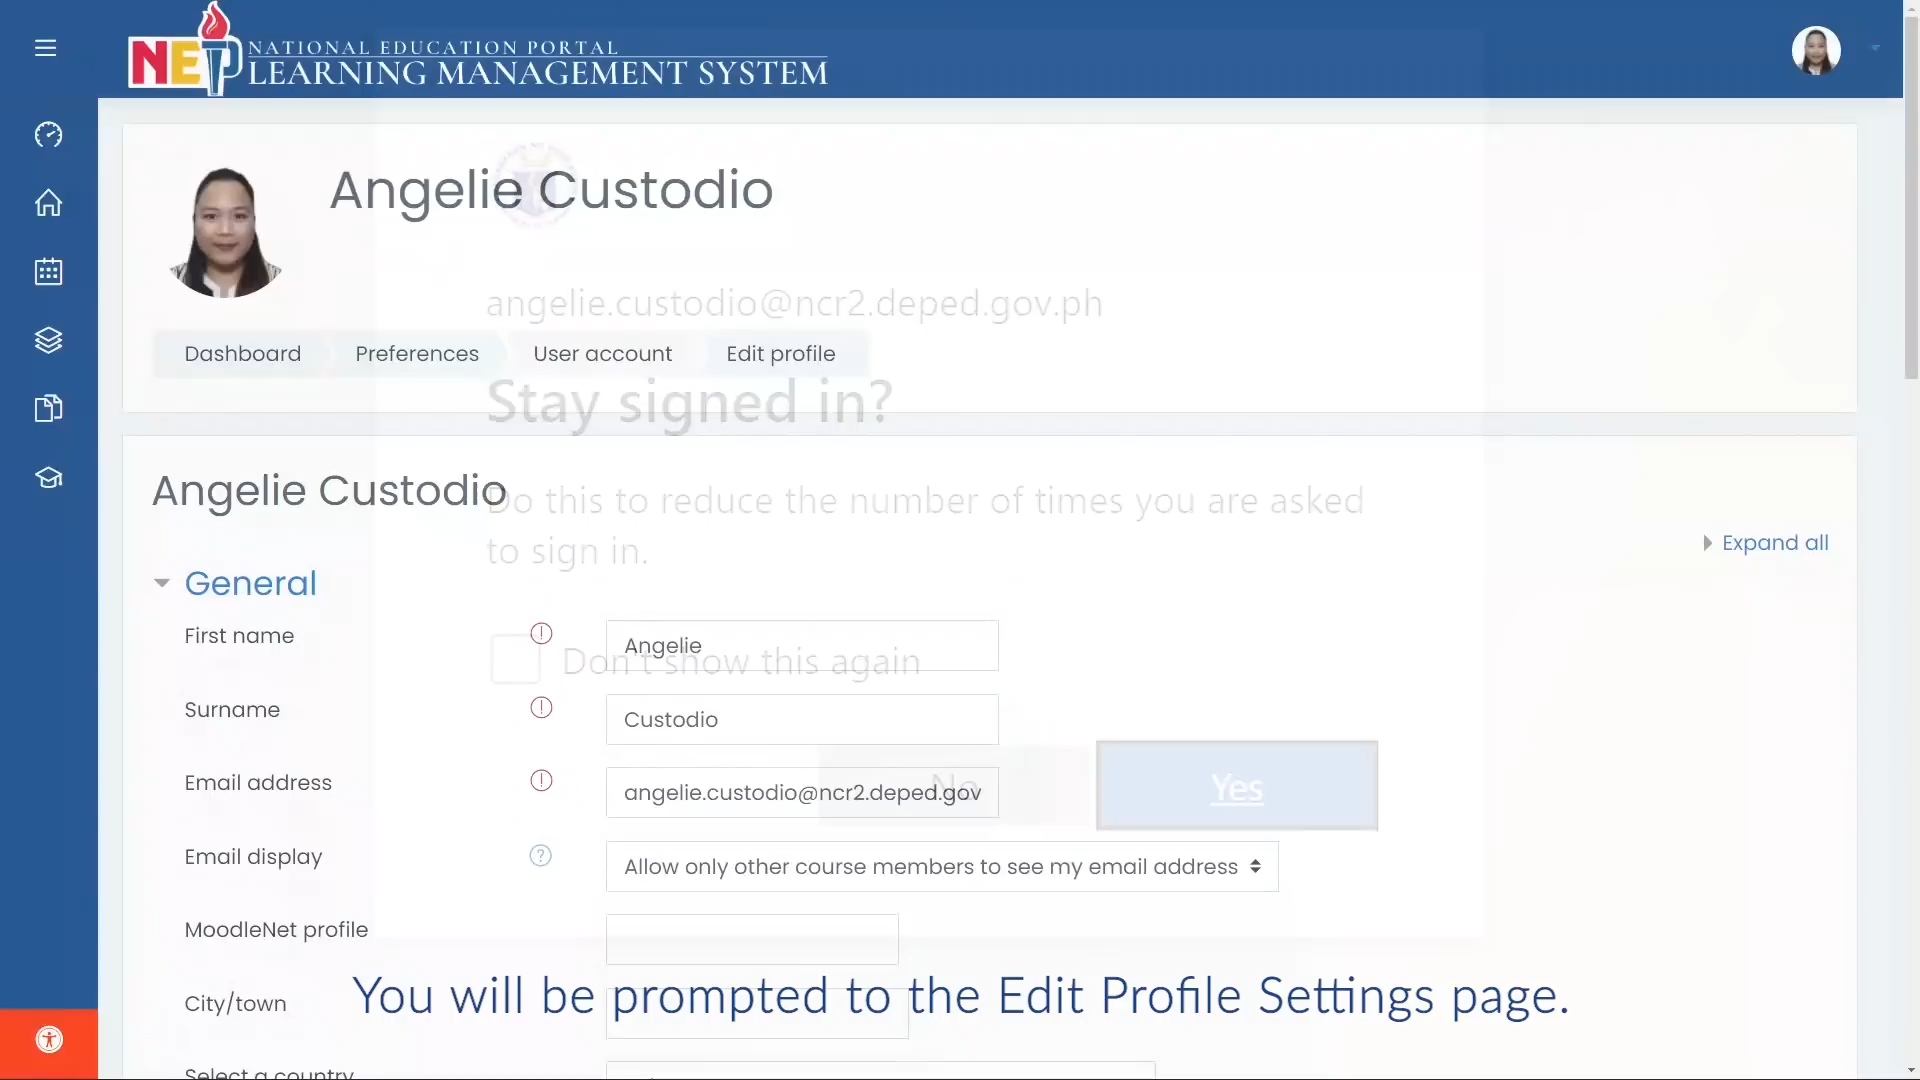 NEP NATIONAL EDUCATION PORTAL
LEARNING MANAGEMENT SYSTEM
Angelie Custodio
angelie.custodio@ncr2.deped.gov.ph
Dashboard Preferences User account Edit profile
Stay signed in?
Angelie Custodio
Do this to reduce the number of times you are asked
to sign in.
Expand all
General
First name Angelie
Don't show this again
Surname Custodio
Email address angelie.custodio@ncr2.deped.gov
No Yes
Email display Allow only other course members to see my email address
MoodleNet profile
You will be prompted to the Edit Profile Settings page.
City/town
Select a country